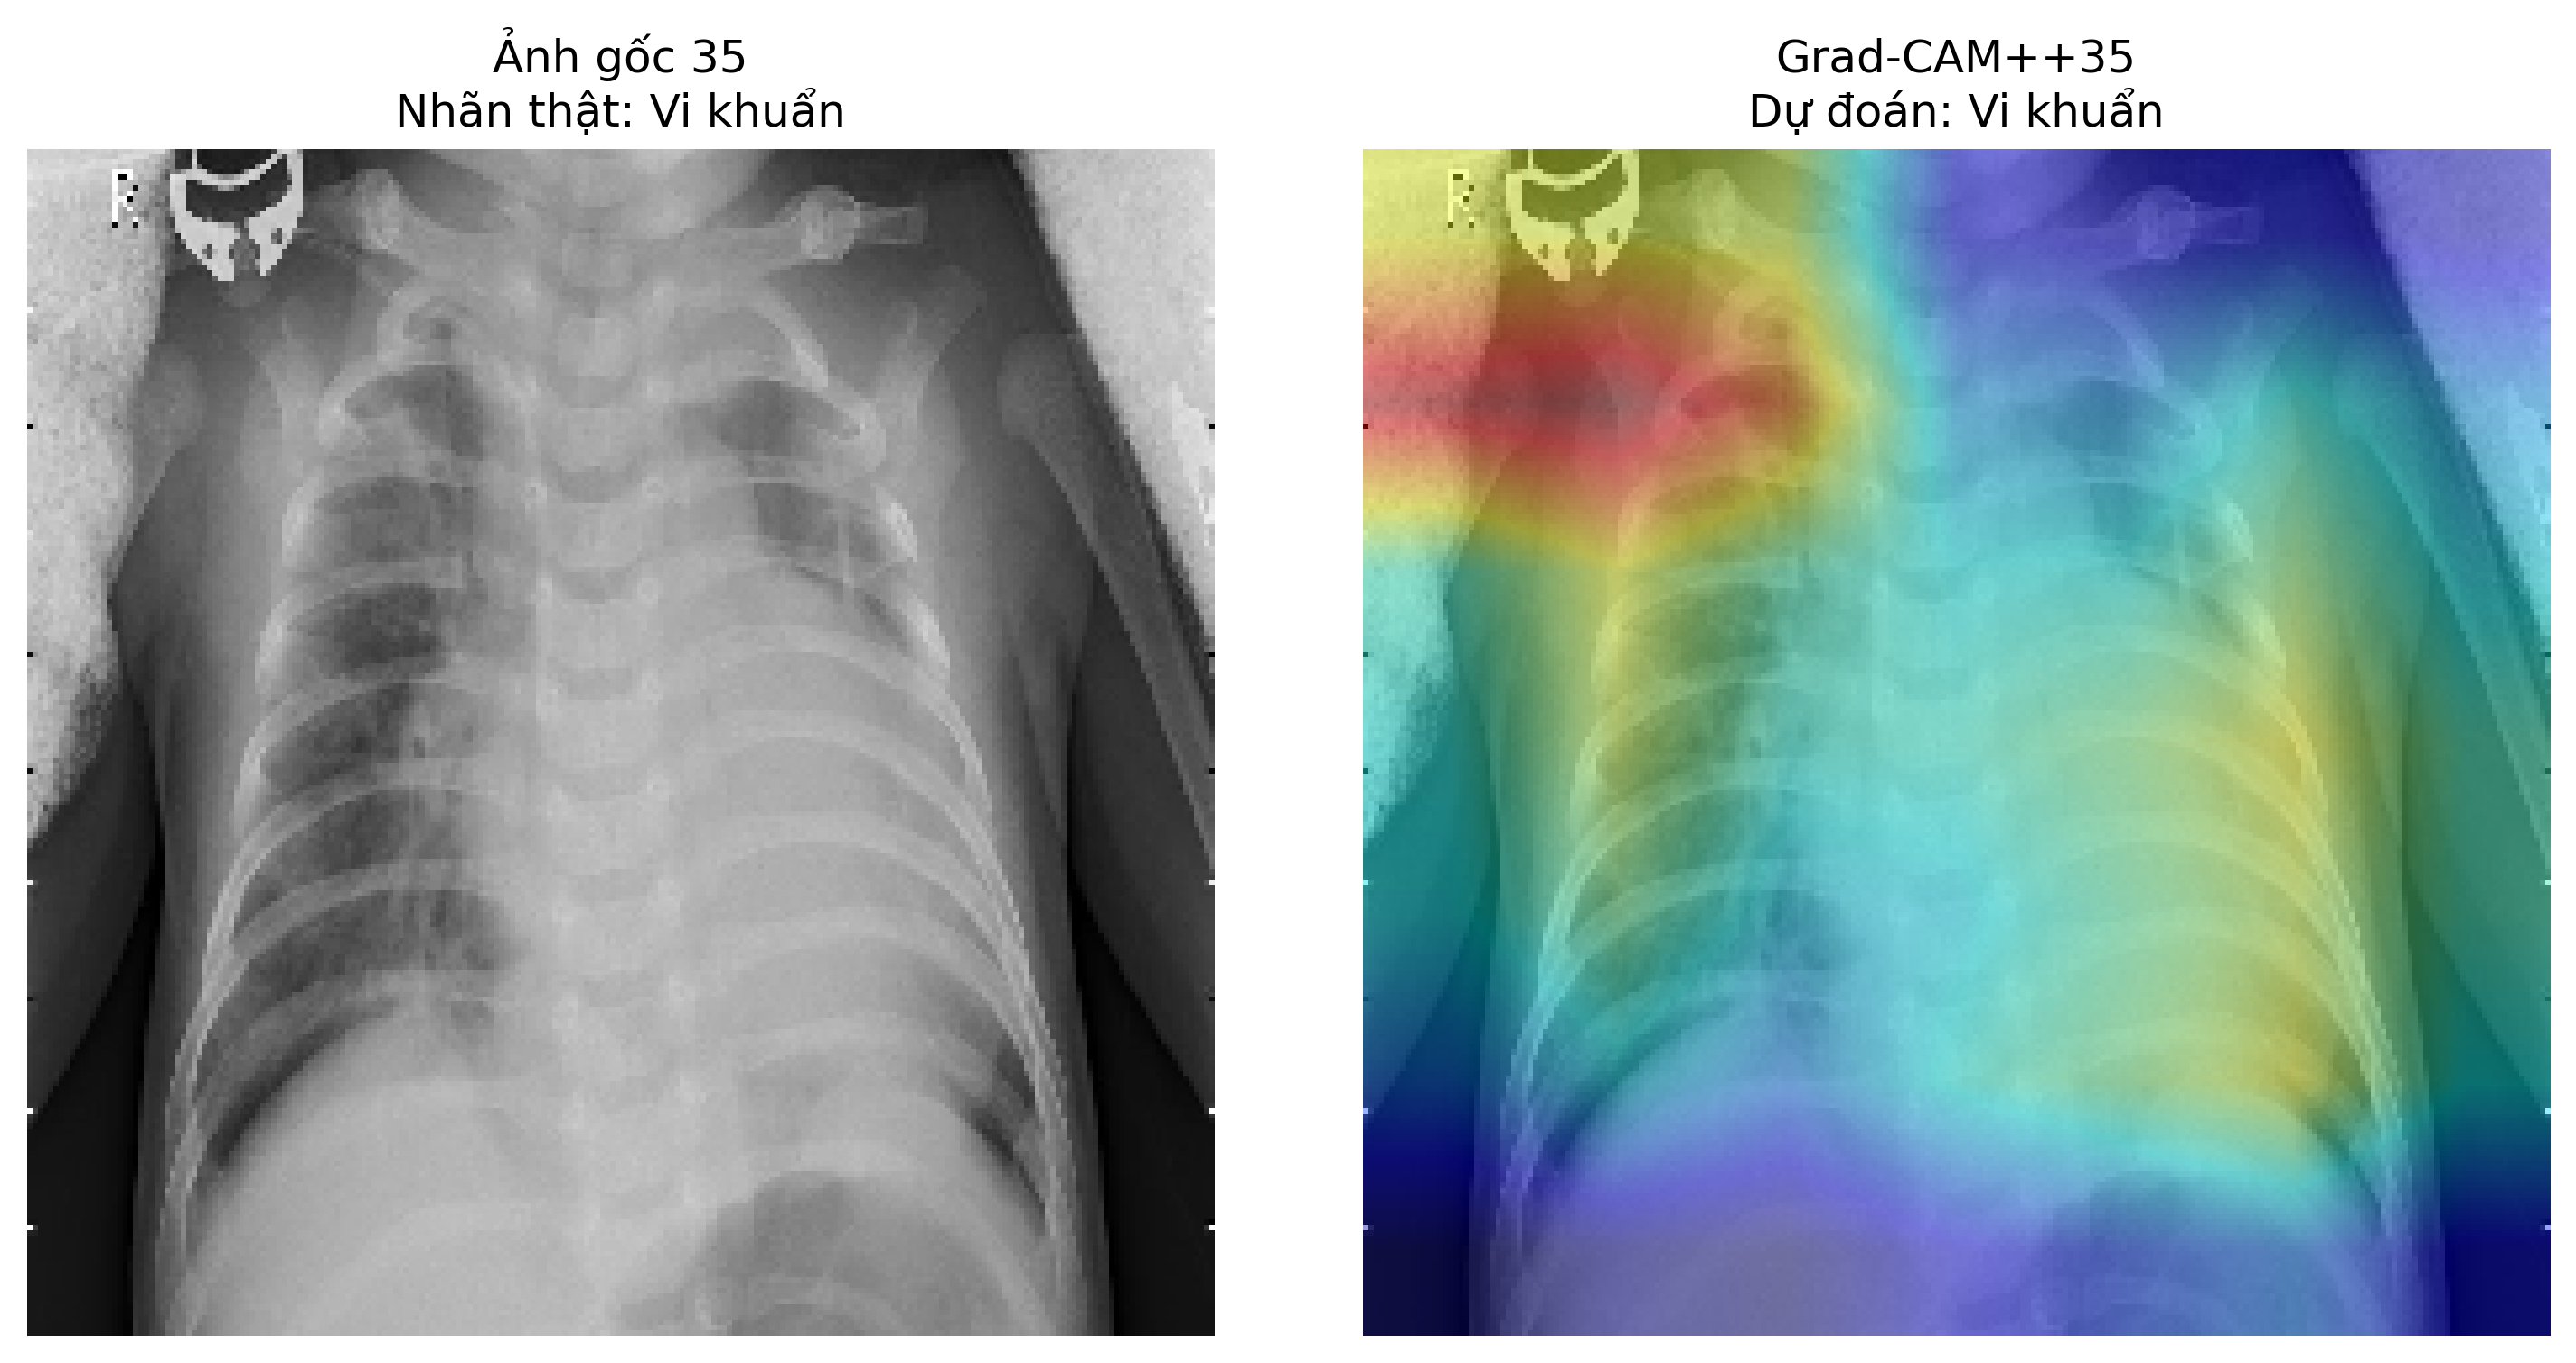 Ảnh gốc 35
Nhãn thật: Vi khuẩn
Grad-CAM++35
Dự đoán: Vi khuẩn
R
R